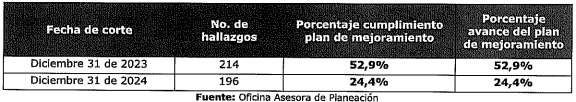 Fecha de corte No. de hallazgos Porcentaje cumplimiento plan de mejoramiento Porcentaje avance del plan de mejoramiento
Diciembre 31 de 2023 214 52,9% 52,9%
Diciembre 31 de 2024 196 24,4% 24,4%
Fuente: Oficina Asesora de Planeación